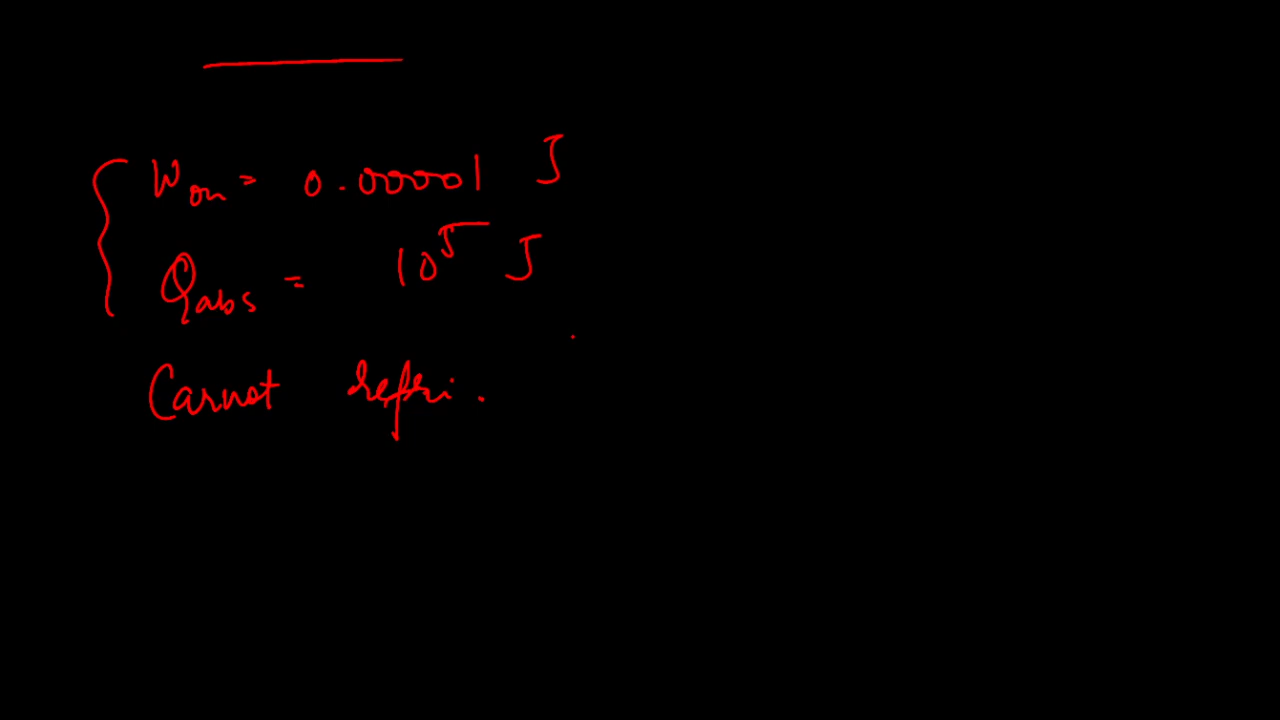 W_on = 0.00001 J
Q_abs = 10^5 J
Carnot refri.